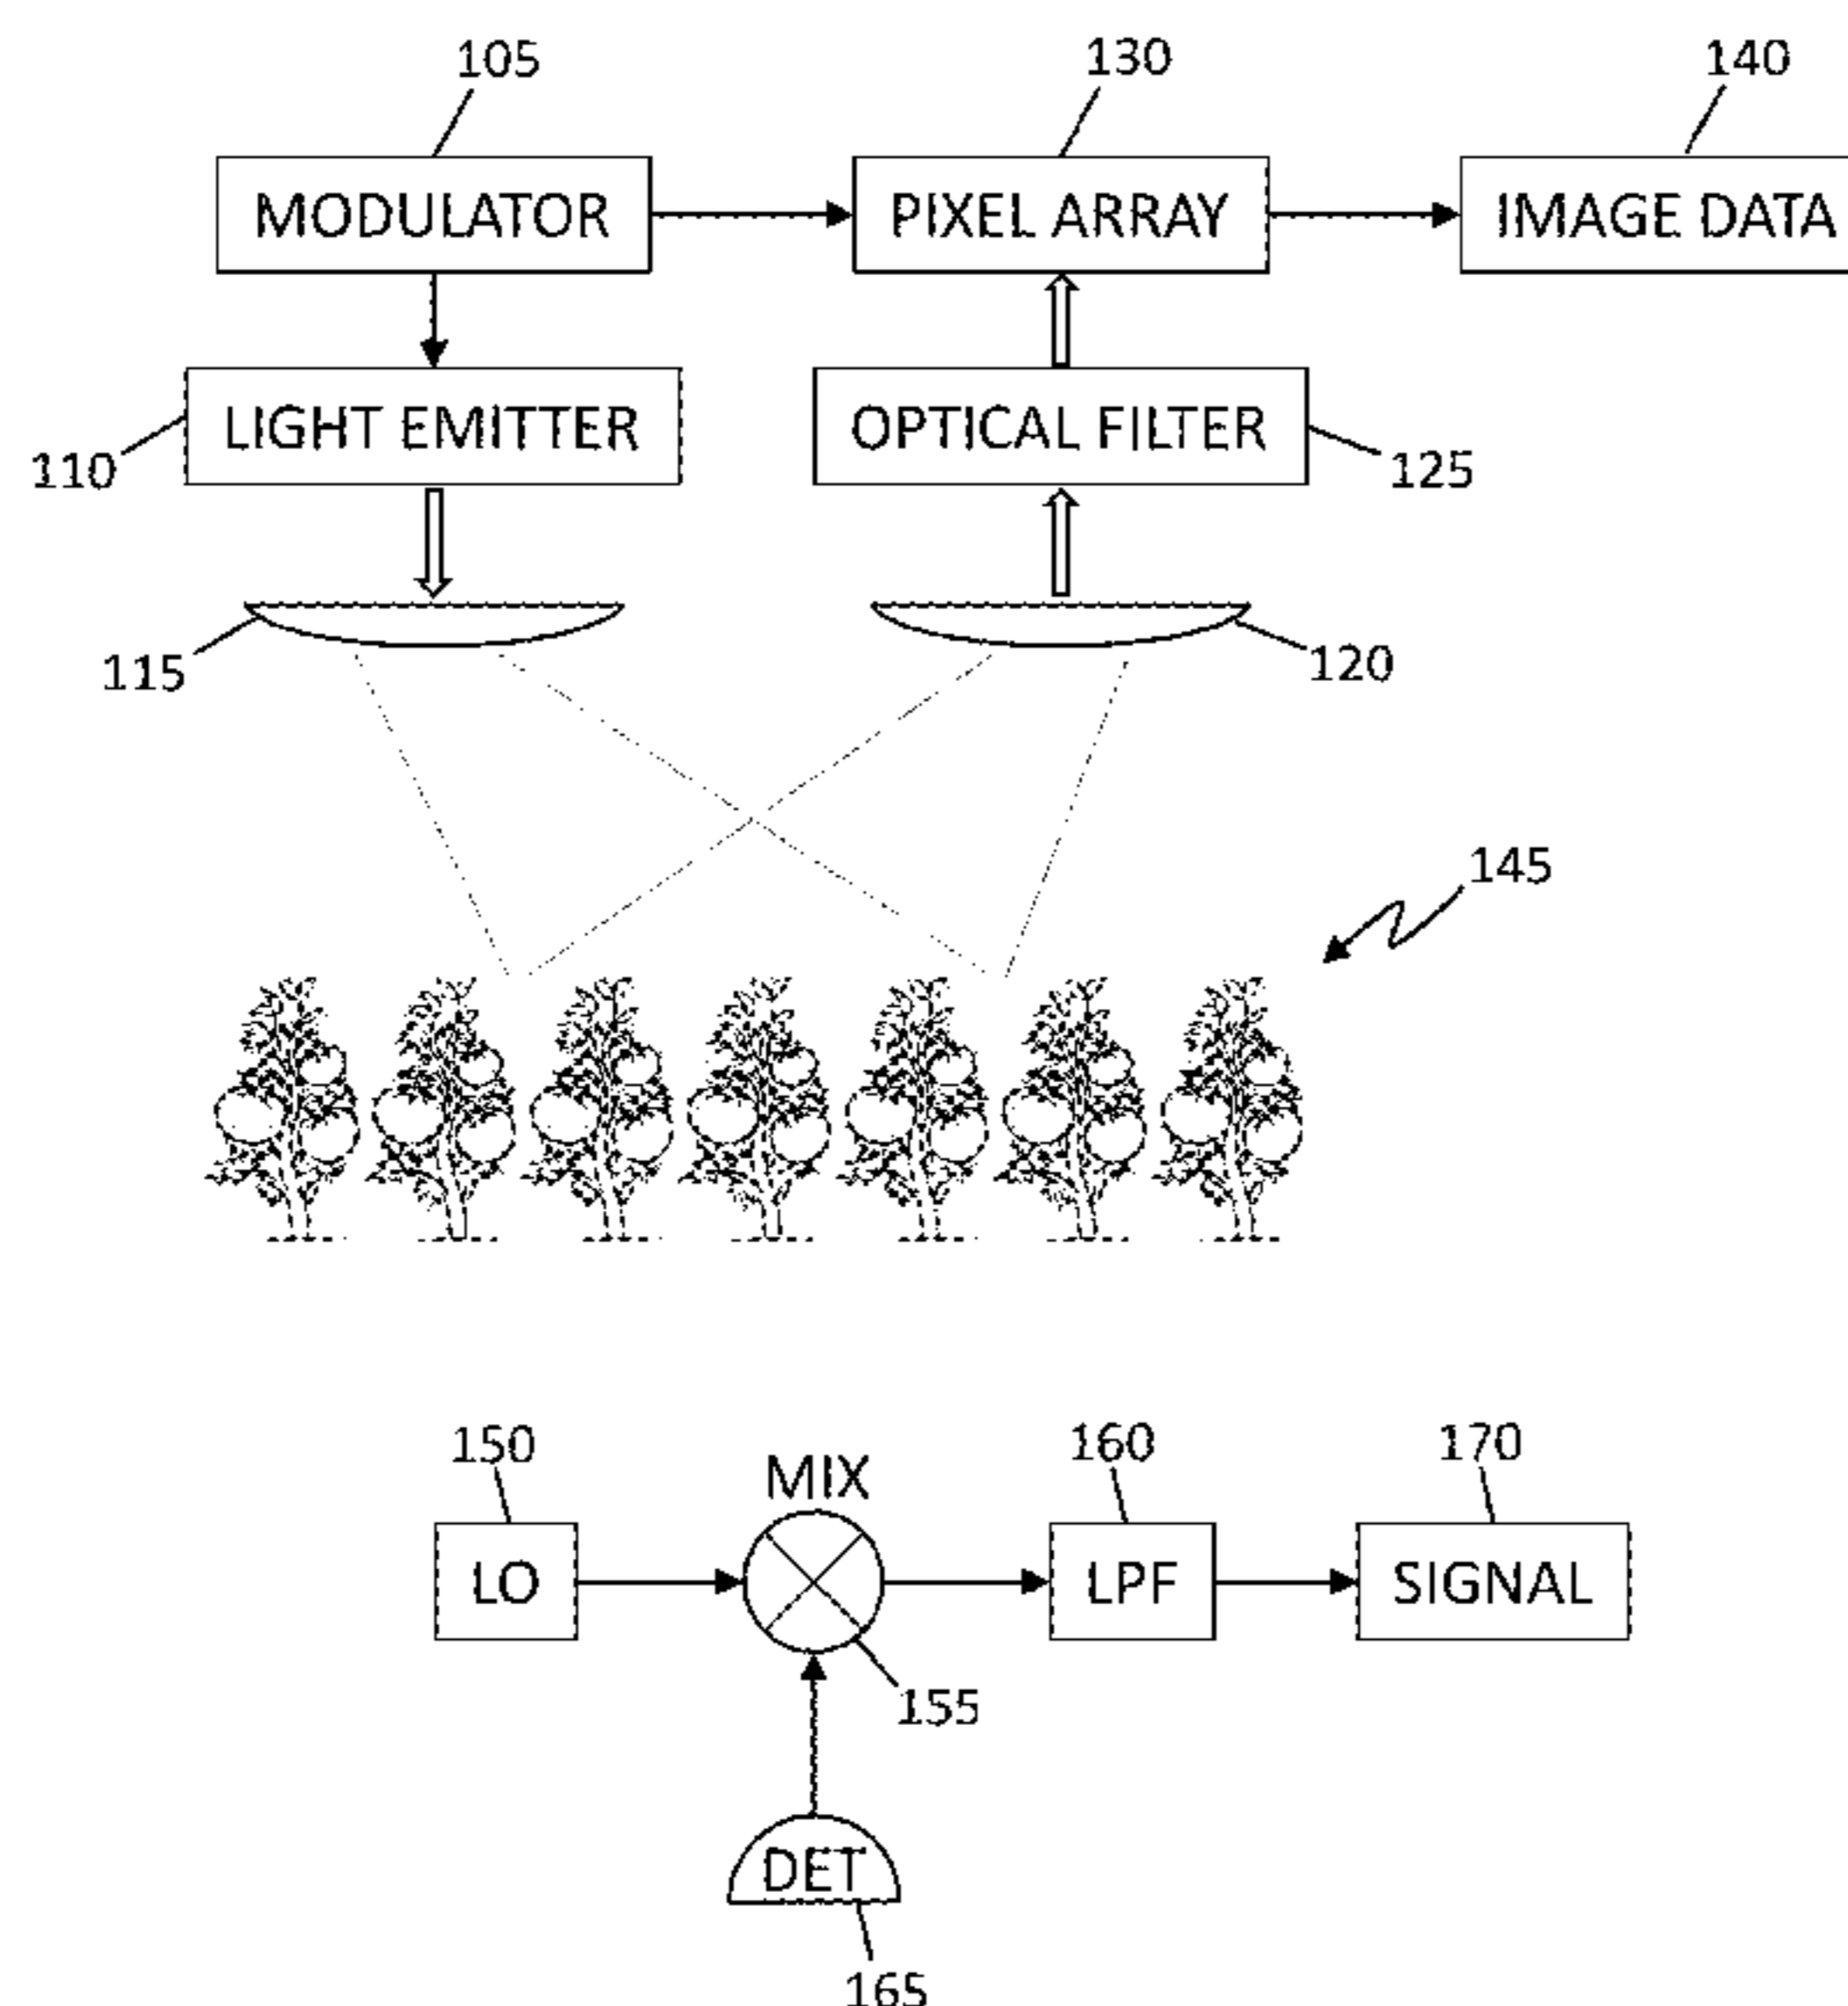 105 130 140
MODULATOR PIXEL ARRAY IMAGE DATA
LIGHT EMITTER OPTICAL FILTER
110 125
115 120
145
150 MIX 160 170
LO LPF SIGNAL
155
DET
165